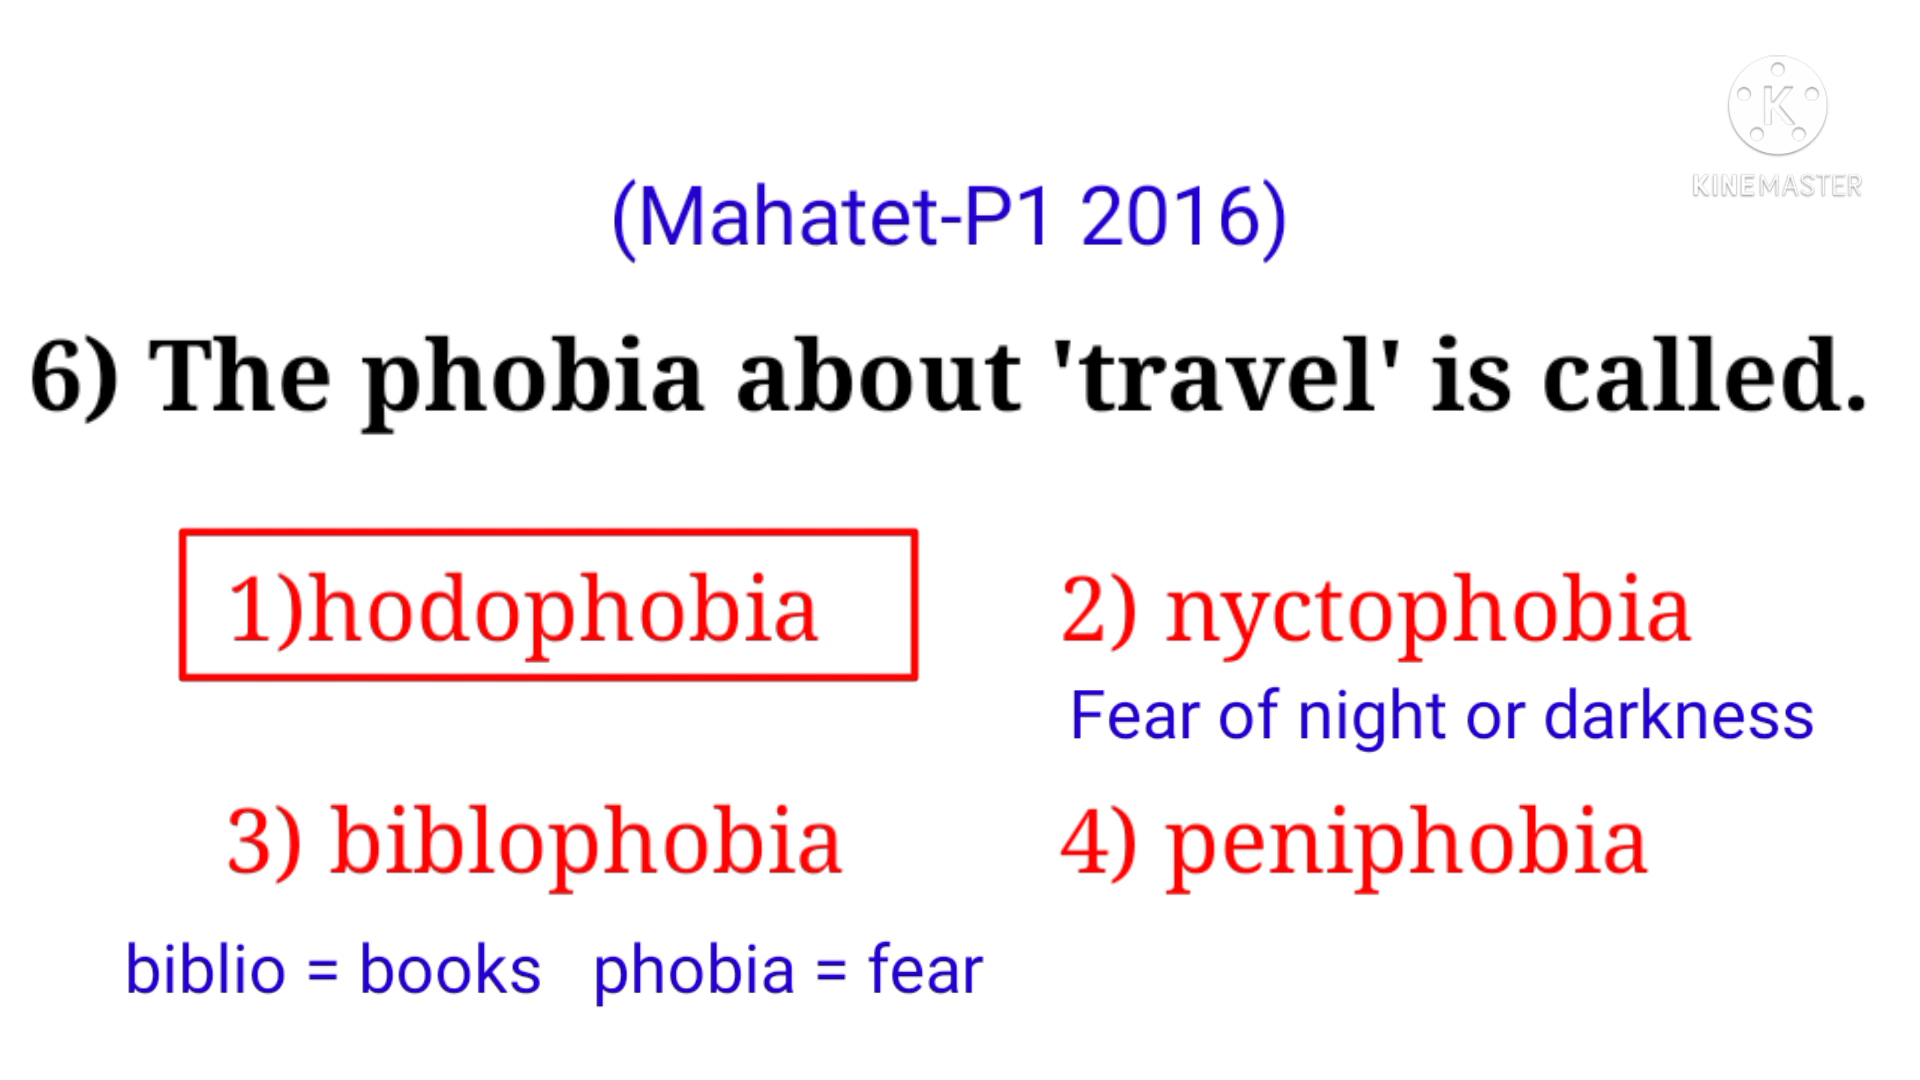 K
KINEMASTER
(Mahatet-P1 2016)
6) The phobia about 'travel' is called.
1)hodophobia
2) nyctophobia
Fear of night or darkness
3) biblophobia
4) peniphobia
biblio = books phobia = fear